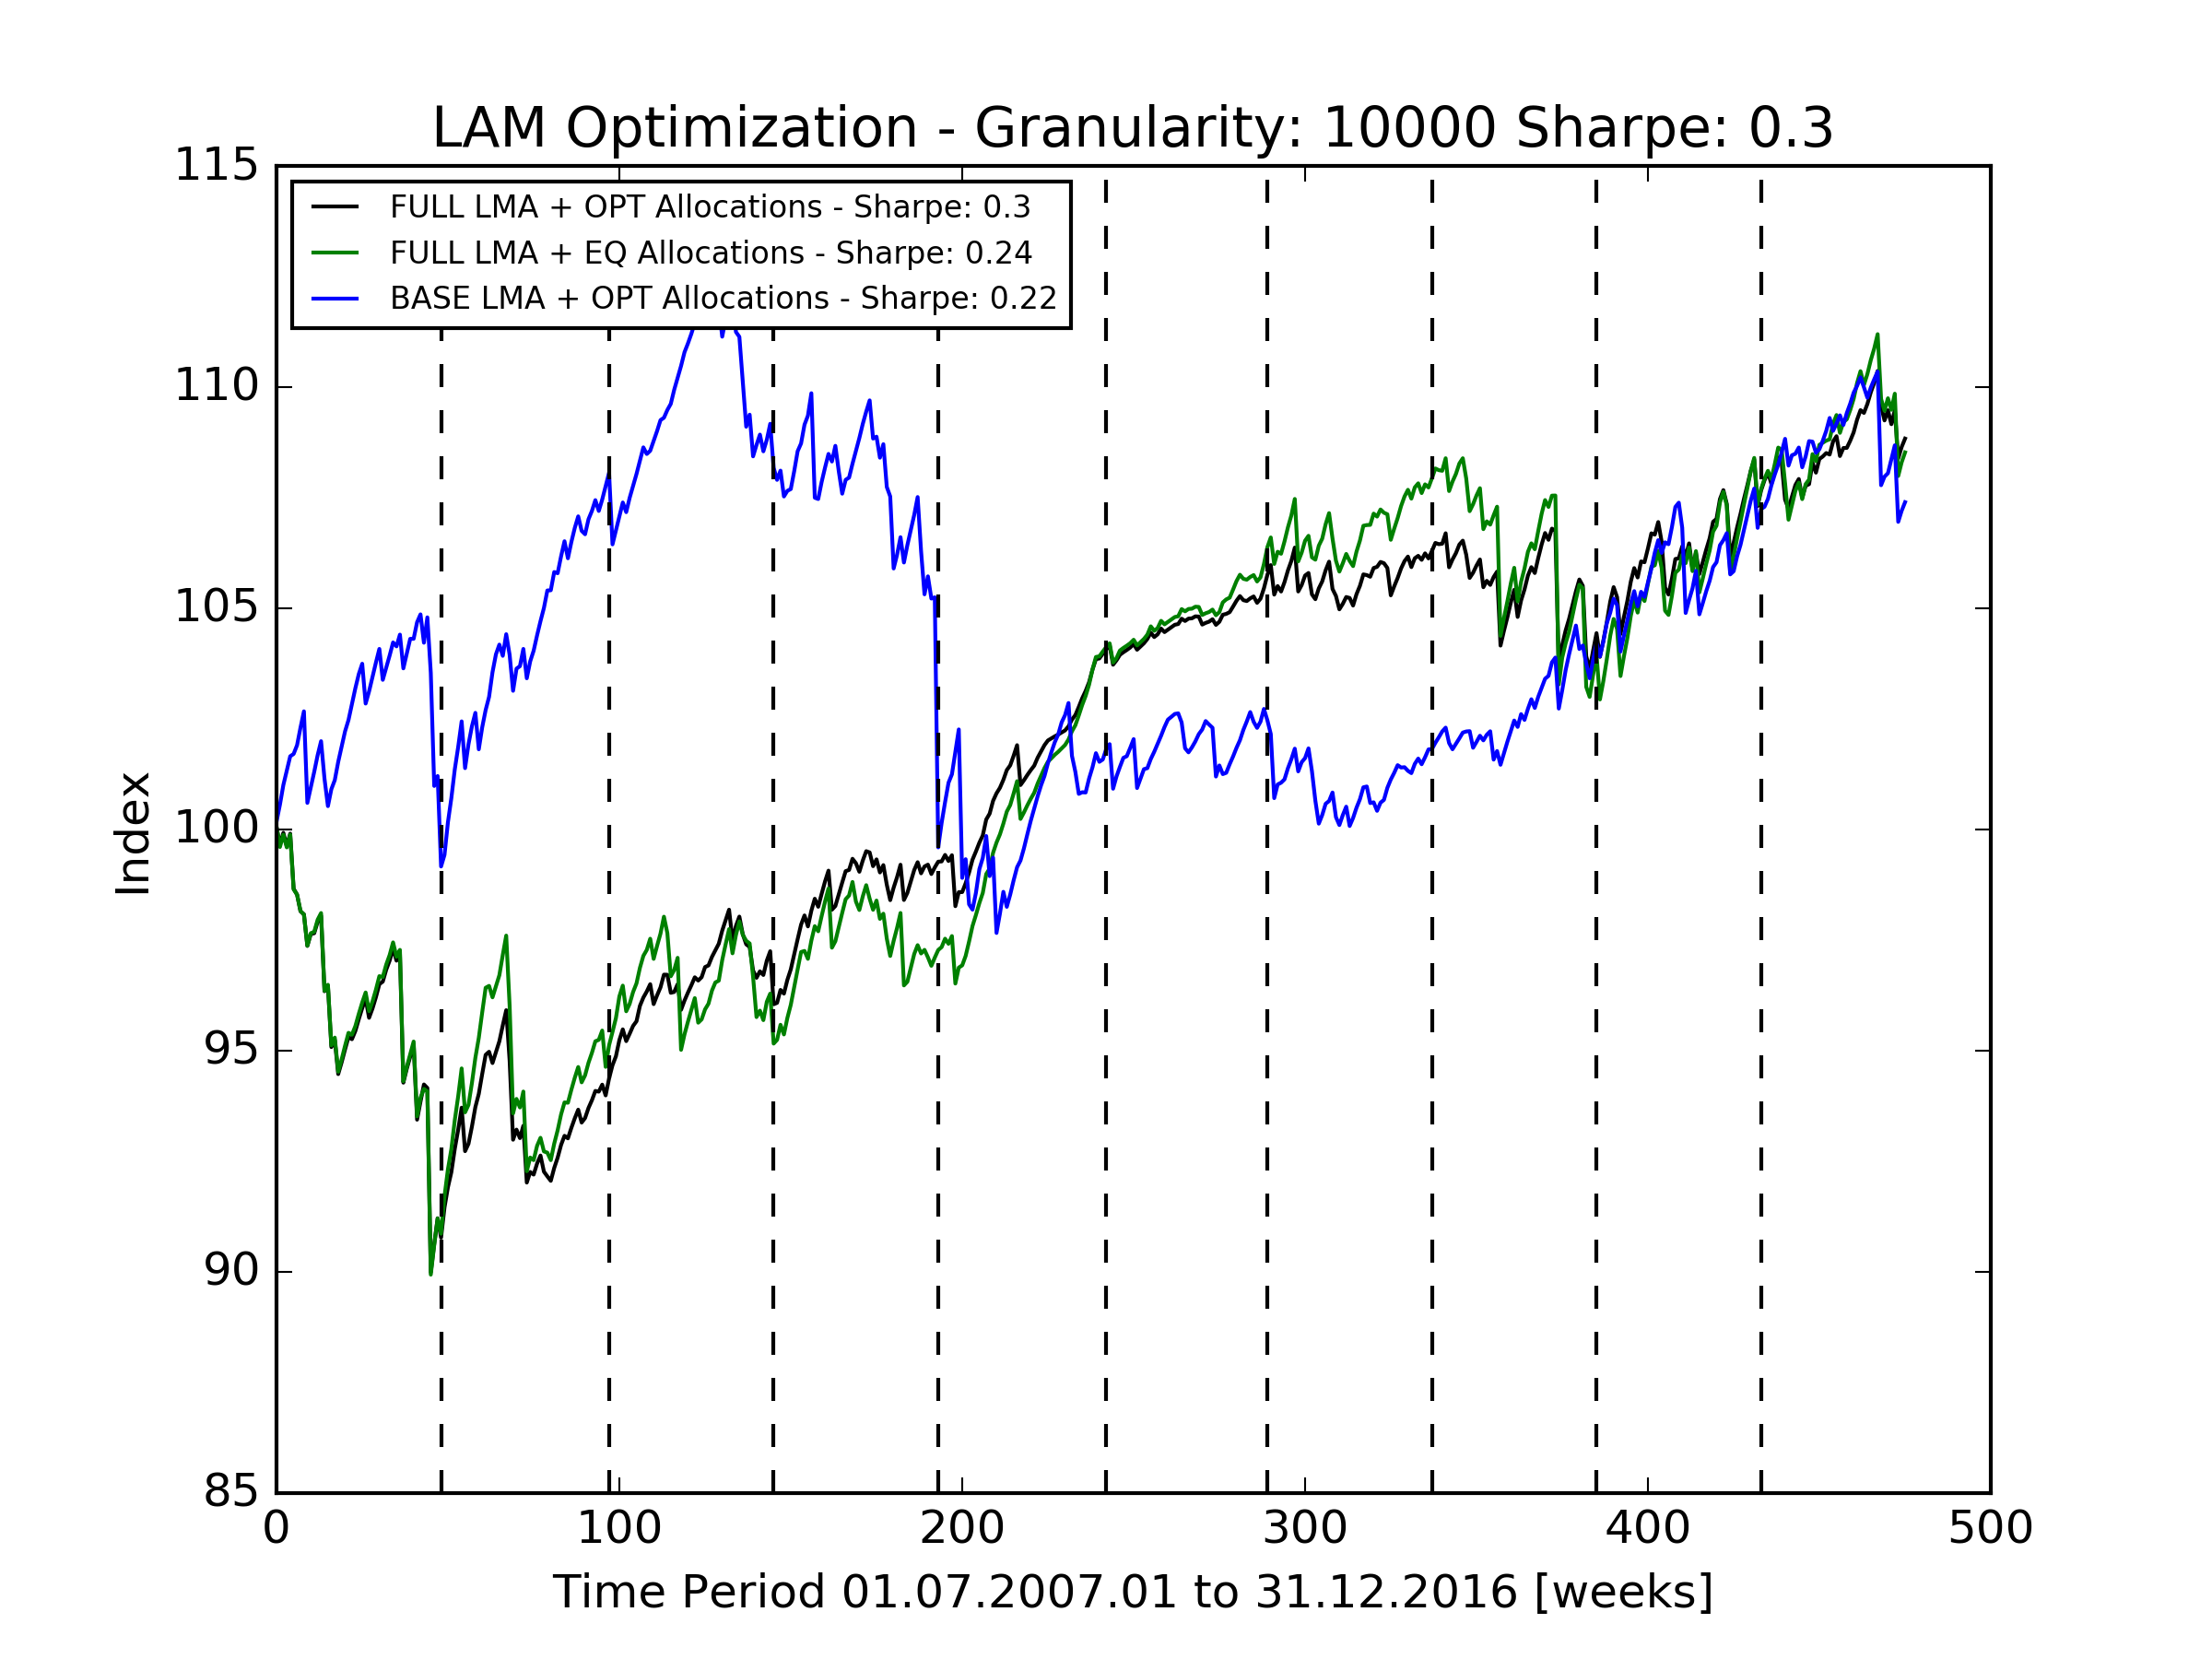 LAM Optimization - Granularity: 10000 Sharpe: 0.3
115
FULL LMA + OPT Allocations - Sharpe: 0.3
FULL LMA + EQ Allocations - Sharpe: 0.24
BASE LMA + OPT Allocations - Sharpe: 0.22
110
105
100
95
90
85
Index
0 100 200 300 400 500
Time Period 01.07.2007.01 to 31.12.2016 [weeks]